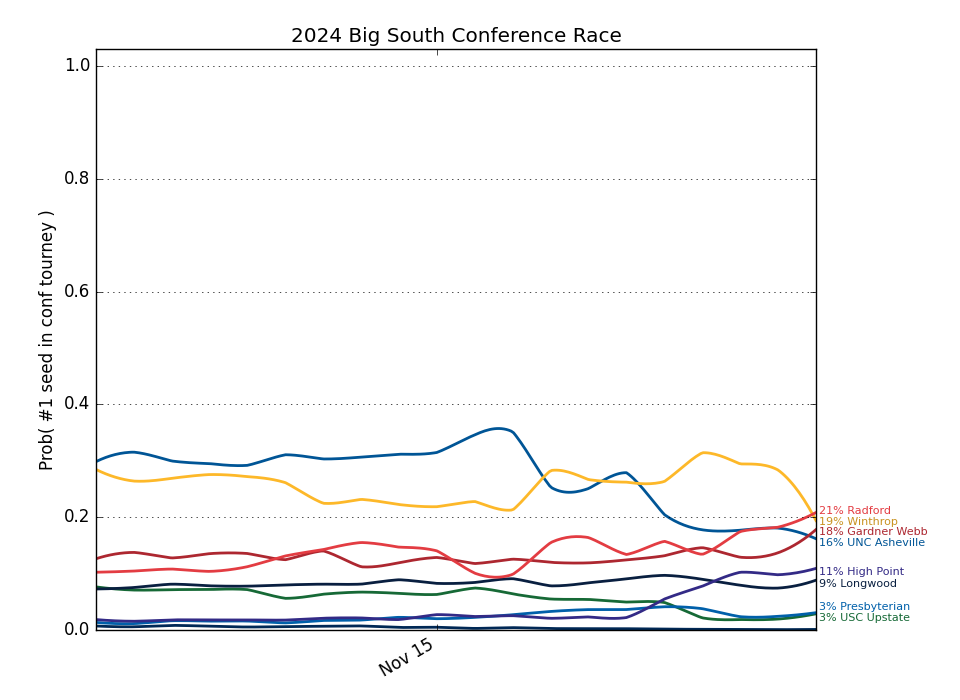 2024 Big South Conference Race
Prob( #1 seed in conf tourney )
1.0
0.8
0.6
0.4
0.2
0.0
Nov 15
21% Radford
19% Winthrop
18% Gardner Webb
16% UNC Asheville
11% High Point
9% Longwood
3% Presbyterian
3% USC Upstate